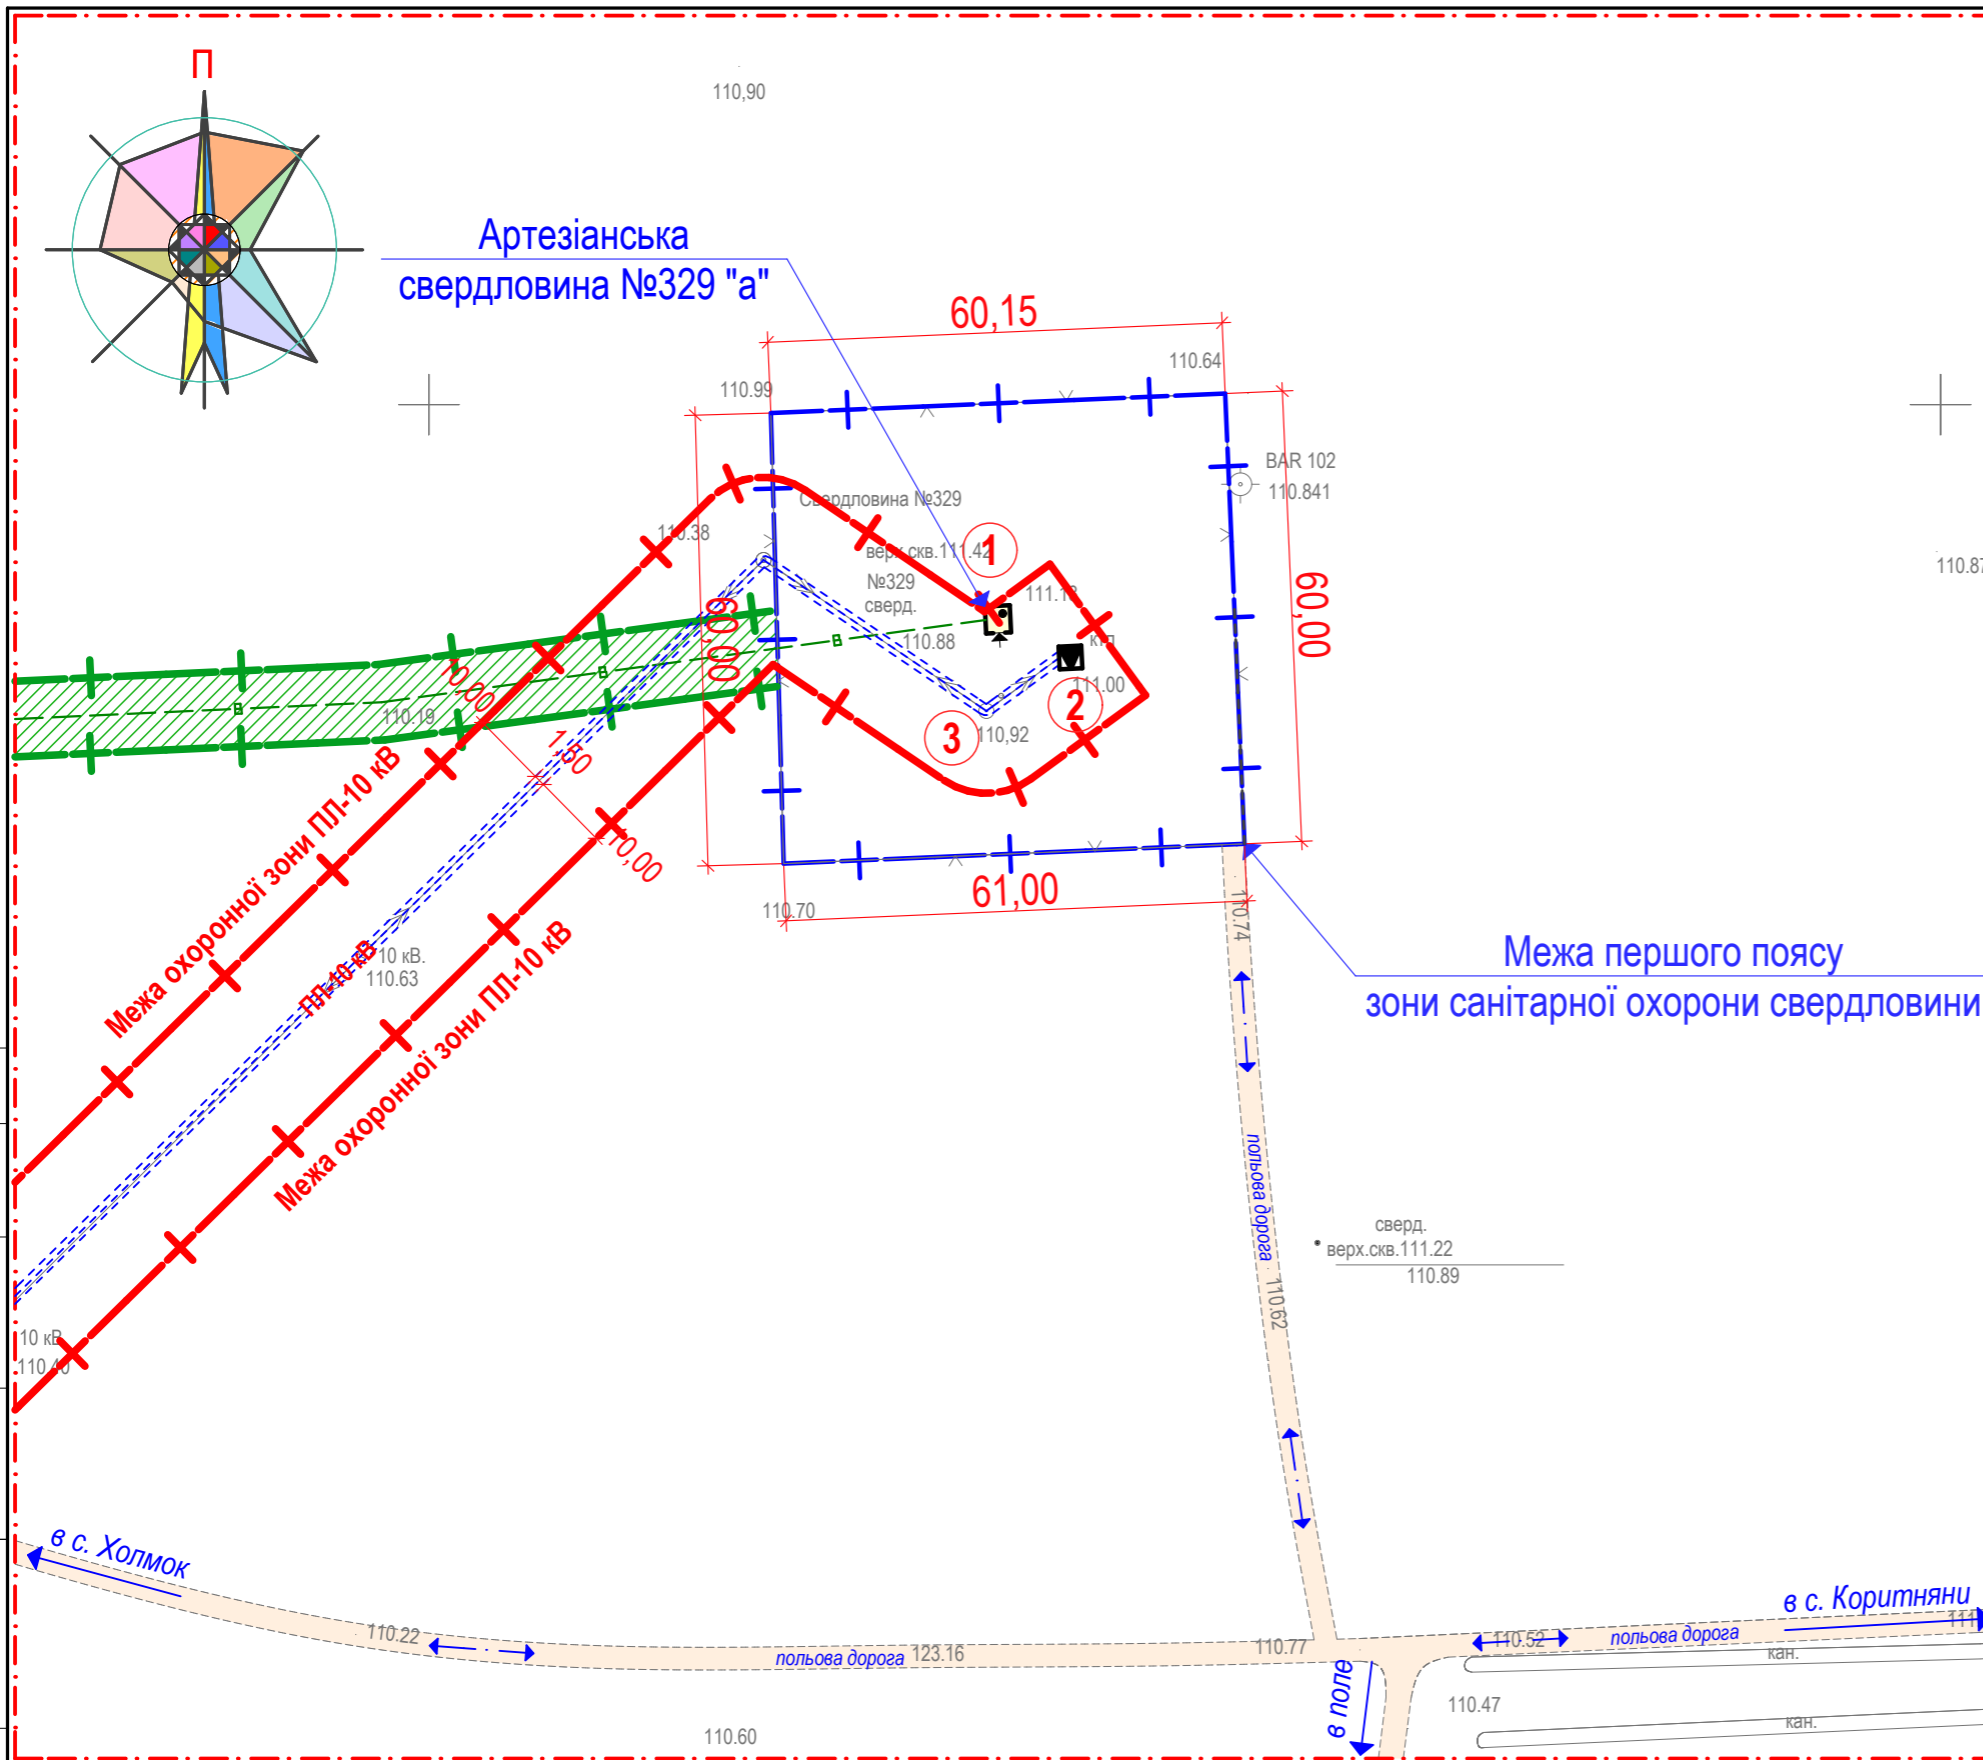 П
110,90
Артезіанська
свердловина №329 "а"
60,15
110.64
110.99
BAR 102
110.841
Свердловина №329
110.38
верх.скв.111.42
1
110.87
№329
сверд.
111.13
60,00
60,00
110.88
В
В
В
ктп
111.00
10,00
110.19
2
3
110,92
1,50
10,00
61,00
110.70
110.74
Межа охоронної зони ПЛ-10 кВ
ПЛ-10 кВ
10 кВ.
110.63
Межа охоронної зони ПЛ-10 кВ
Межа першого поясу
зони санітарної охорони свердловини
польова дорога
110.62
сверд.
верх.скв.111.22
110.89
10 кВ
110.40
в с. Холмок
110.22
польова дорога
123.16
110.77
110.52
польова дорога
в с. Коритняни
111
кан.
в поле
110.47
кан.
110.60